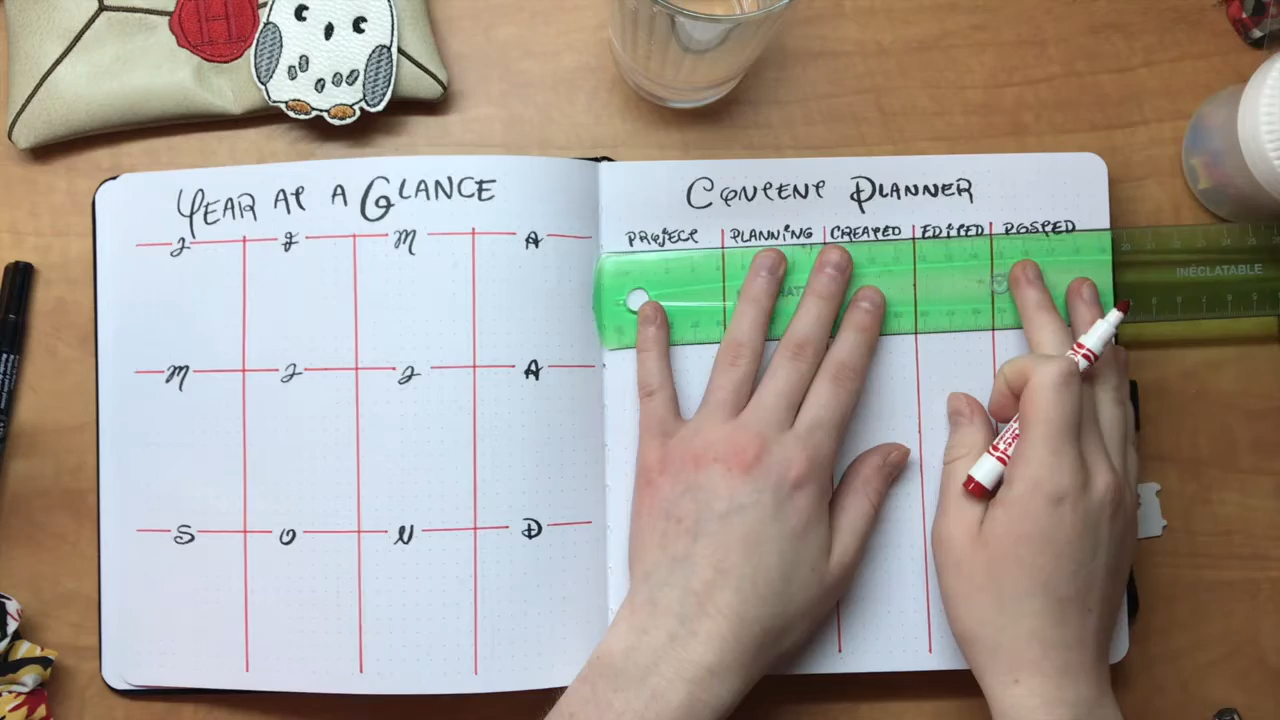 H
YEAR AT A GLANCE
J F M A
M J J A
S O N D
CONTENT PLANNER
PROJECT PLANNING CREATED EDITED POSTED
INÉCLATABLE